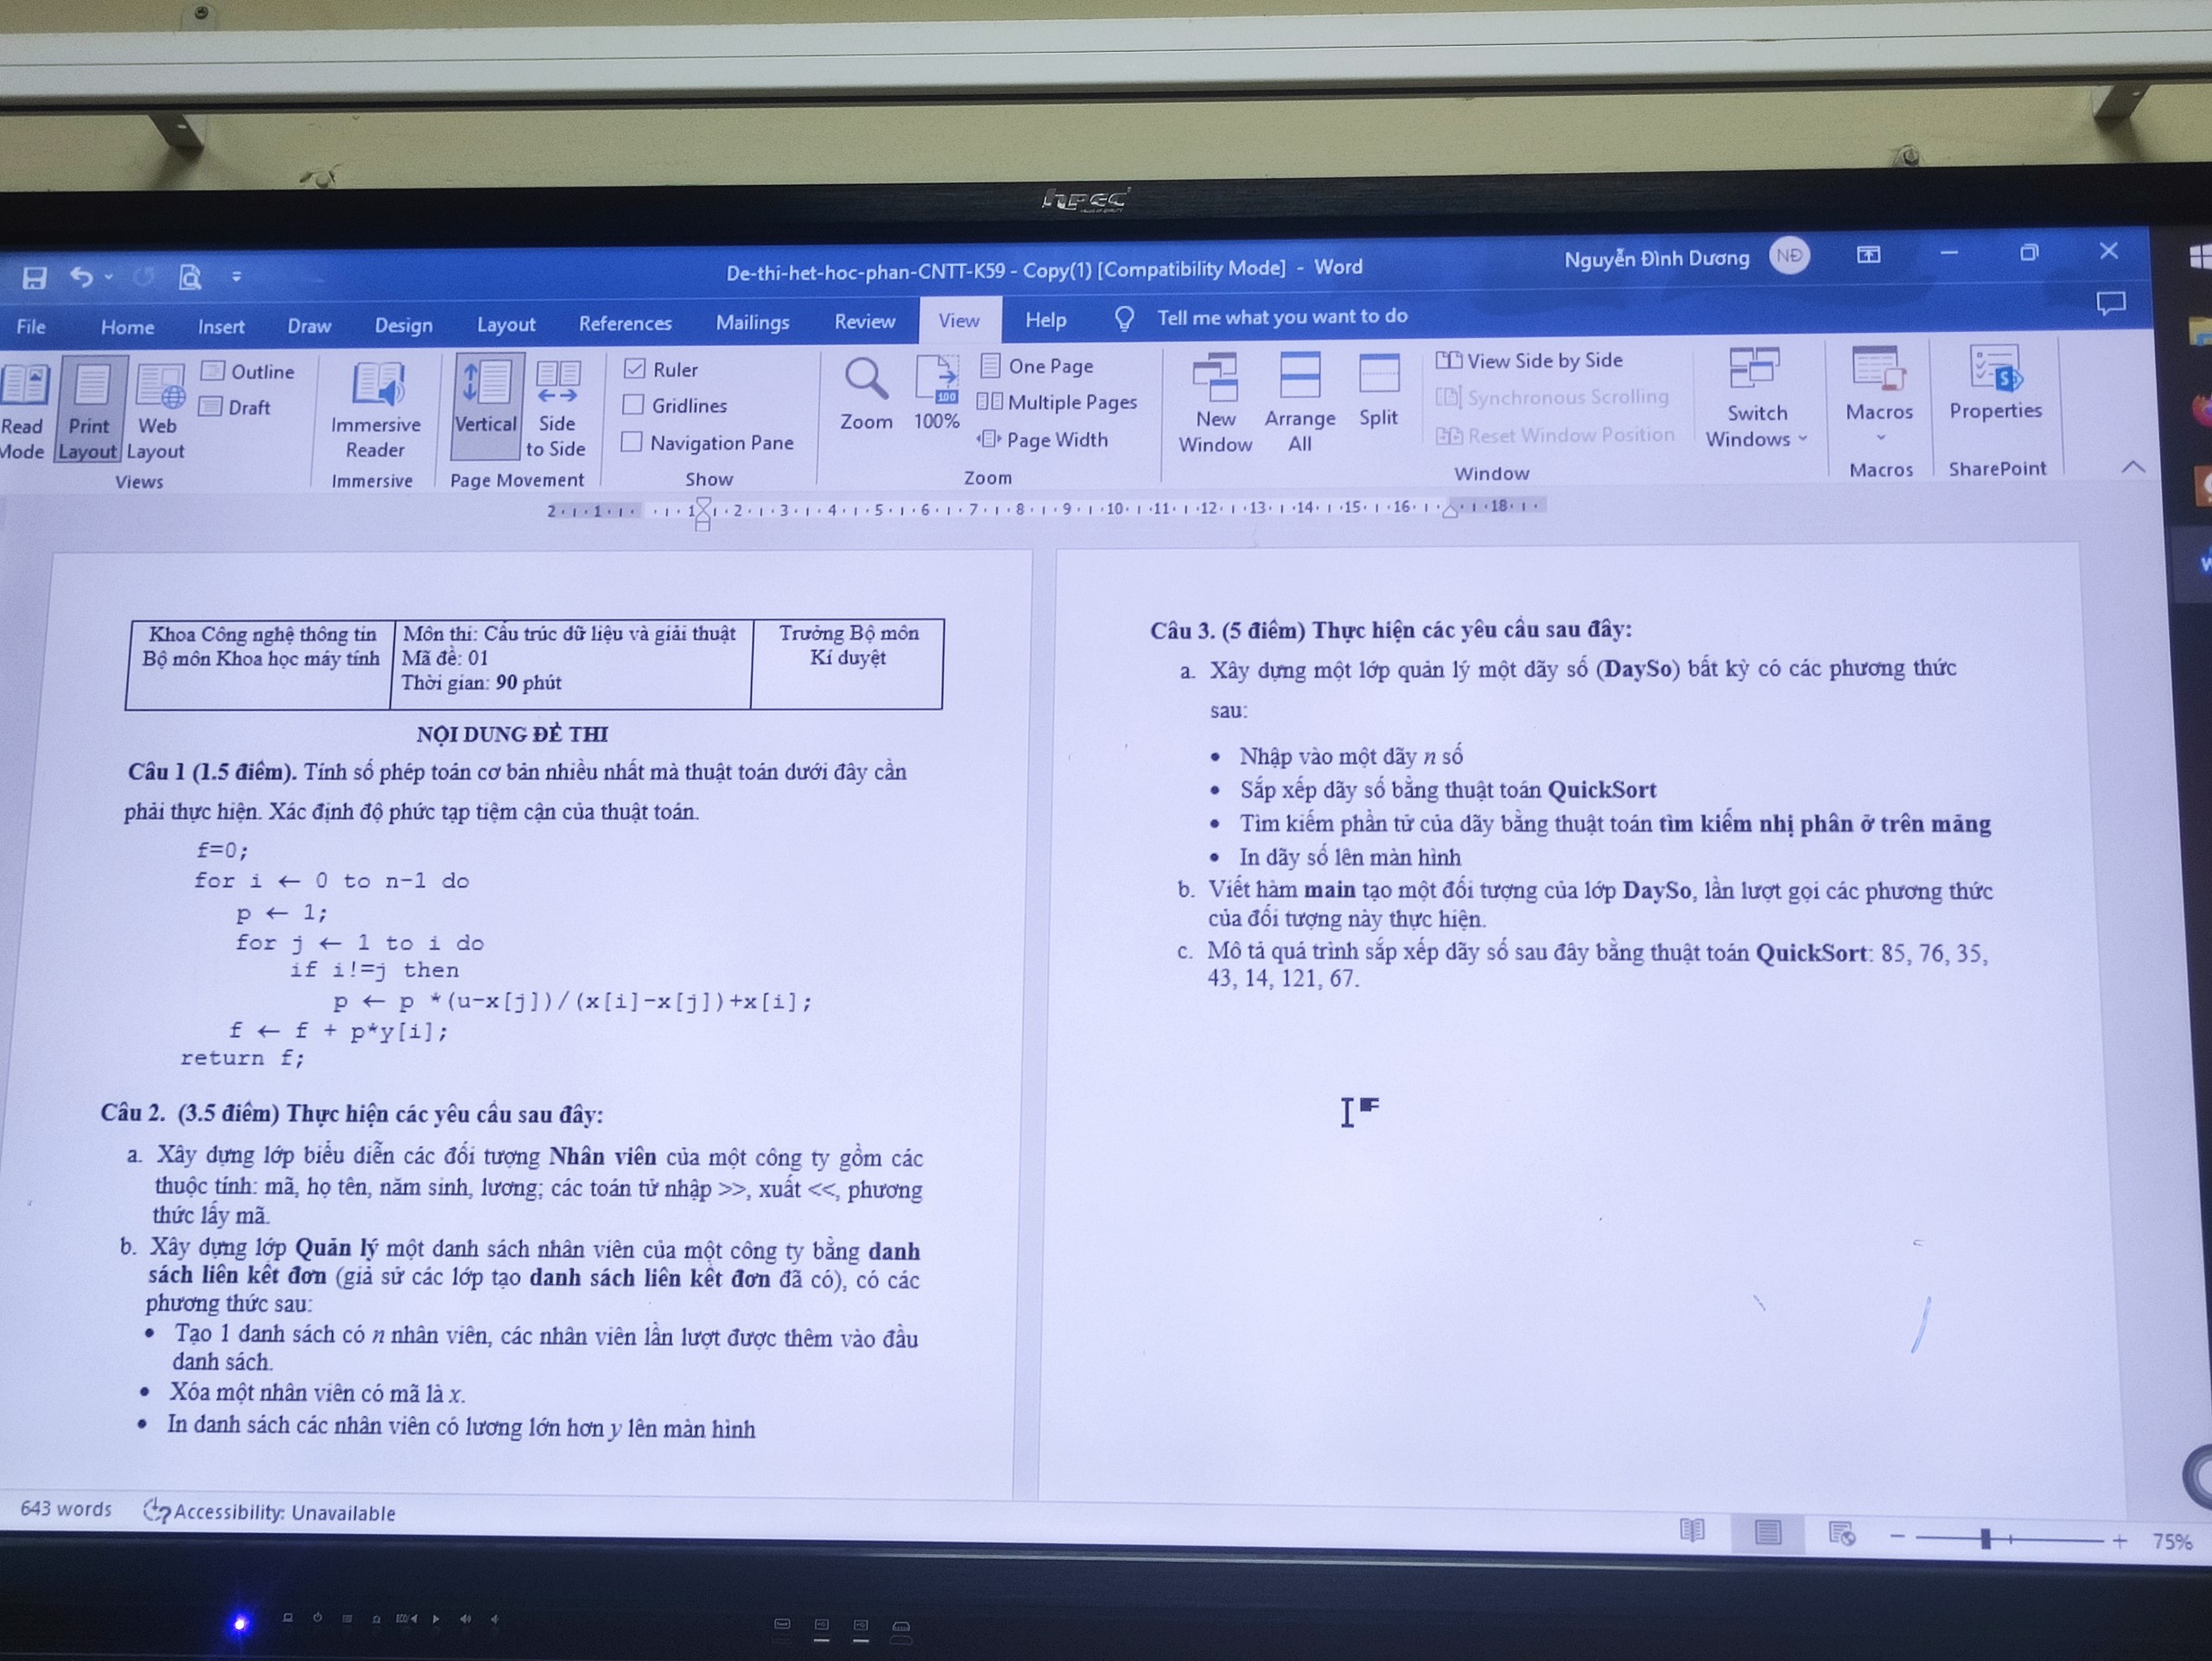 hpec
De-thi-het-hoc-phan-CNTT-K59 - Copy(1) [Compatibility Mode] - Word
Nguyễn Đình Dương NĐ
File Home Insert Draw Design Layout References Mailings Review View Help Tell me what you want to do
Read Mode
Print Layout
Web Layout
Outline
Draft
Views
Immersive Reader
Immersive
Vertical
Side to Side
Page Movement
Ruler
Gridlines
Navigation Pane
Show
Zoom
100
100%
One Page
Multiple Pages
Page Width
Zoom
New Window
Arrange All
Split
View Side by Side
Synchronous Scrolling
Reset Window Position
Window
Switch Windows
Macros
Macros
Properties
SharePoint
2 1 1 2 3 4 5 6 7 8 9 10 11 12 13 14 15 16 18
Khoa Công nghệ thông tin
Bộ môn Khoa học máy tính
Môn thi: Cấu trúc dữ liệu và giải thuật
Mã đề: 01
Thời gian: 90 phút
Trưởng Bộ môn
Kí duyệt
NỘI DUNG ĐỀ THI
Câu 1 (1.5 điểm). Tính số phép toán cơ bản nhiều nhất mà thuật toán dưới đây cần
phải thực hiện. Xác định độ phức tạp tiệm cận của thuật toán.
f=0;
for i ← 0 to n-1 do
p ← 1;
for j ← 1 to i do
if i!=j then
p ← p *(u-x[j])/(x[i]-x[j])+x[i];
f ← f + p*y[i];
return f;
Câu 2. (3.5 điểm) Thực hiện các yêu cầu sau đây:
a. Xây dựng lớp biểu diễn các đối tượng Nhân viên của một công ty gồm các
thuộc tính: mã, họ tên, năm sinh, lương; các toán tử nhập >>, xuất <<, phương
thức lấy mã.
b. Xây dựng lớp Quản lý một danh sách nhân viên của một công ty bằng danh
sách liên kết đơn (giả sử các lớp tạo danh sách liên kết đơn đã có), có các
phương thức sau:
• Tạo 1 danh sách có n nhân viên, các nhân viên lần lượt được thêm vào đầu
danh sách.
• Xóa một nhân viên có mã là x.
• In danh sách các nhân viên có lương lớn hơn y lên màn hình
Câu 3. (5 điểm) Thực hiện các yêu cầu sau đây:
a. Xây dựng một lớp quản lý một dãy số (DaySo) bất kỳ có các phương thức
sau:
• Nhập vào một dãy n số
• Sắp xếp dãy số bằng thuật toán QuickSort
• Tìm kiếm phần tử của dãy bằng thuật toán tìm kiếm nhị phân ở trên mảng
• In dãy số lên màn hình
b. Viết hàm main tạo một đối tượng của lớp DaySo, lần lượt gọi các phương thức
của đối tượng này thực hiện.
c. Mô tả quá trình sắp xếp dãy số sau đây bằng thuật toán QuickSort: 85, 76, 35,
43, 14, 121, 67.
643 words Accessibility: Unavailable
75%